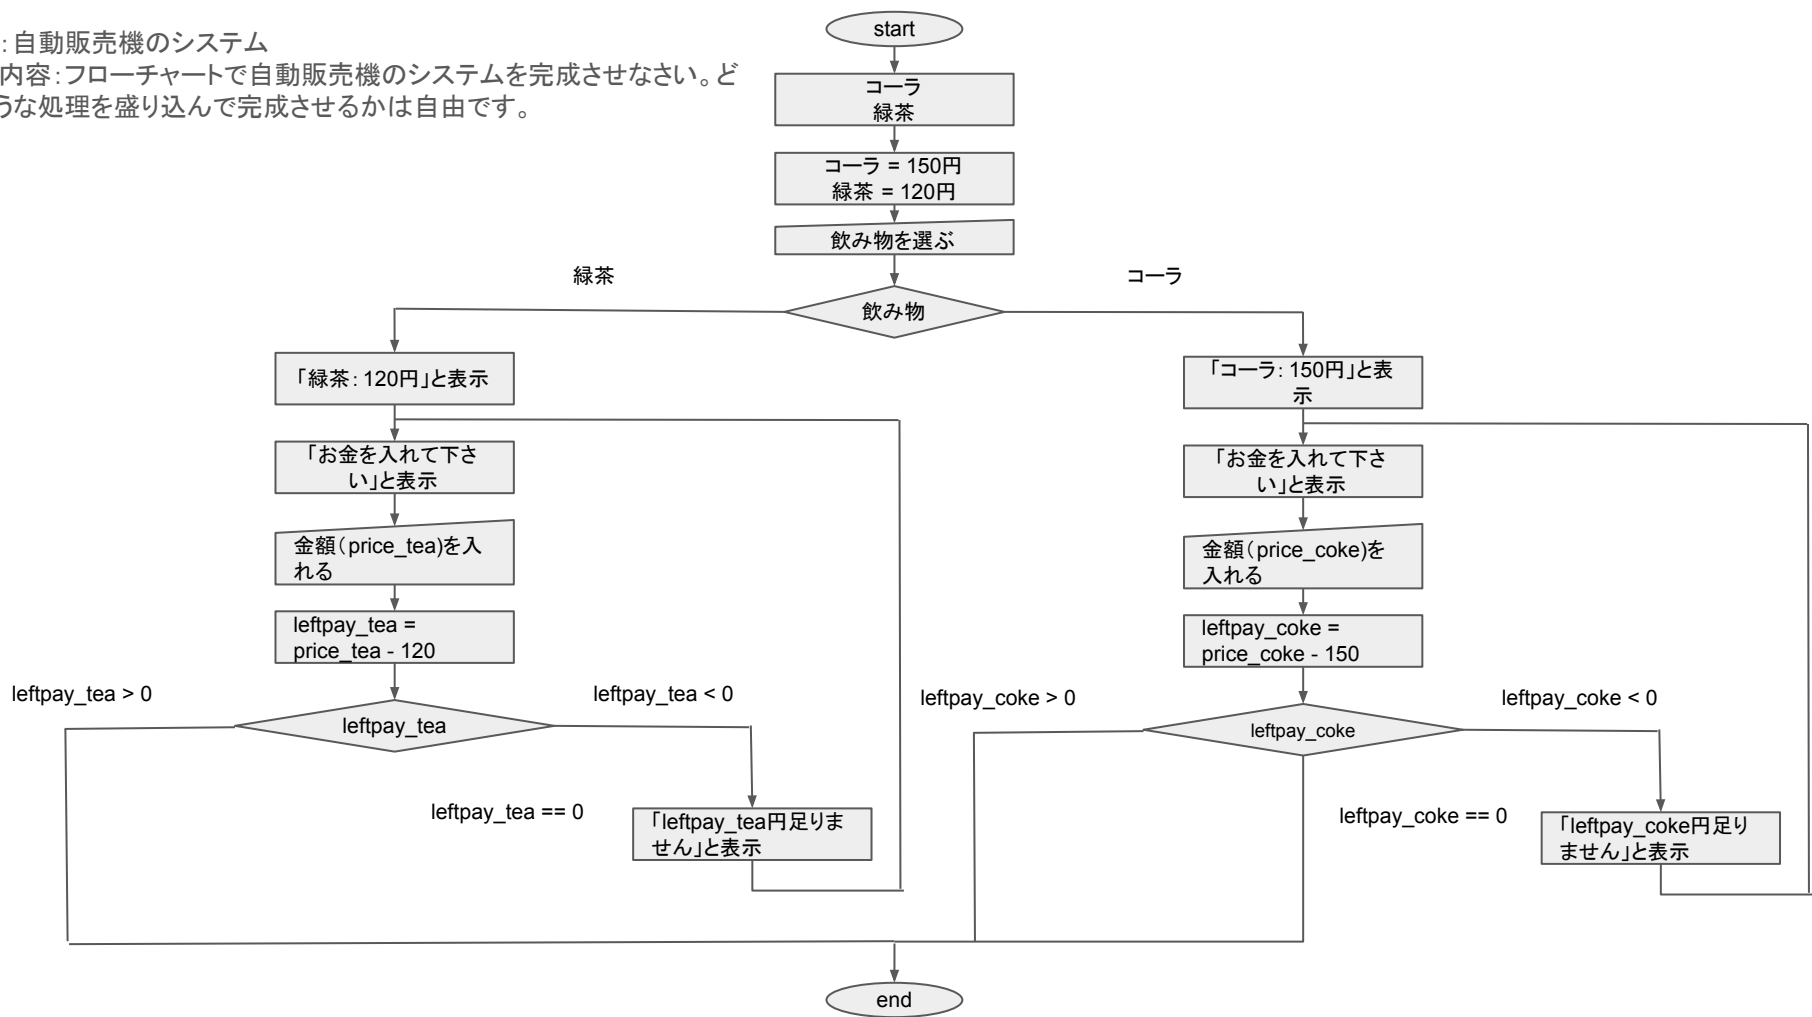 : 自動販売機のシステム
内容: フローチャートで自動販売機のシステムを完成させなさい。ど
うな処理を盛り込んで完成させるかは自由です。
start
コーラ
緑茶
コーラ = 150円
緑茶 = 120円
飲み物を選ぶ
緑茶
コーラ
飲み物
「緑茶: 120円」と表示
「コーラ: 150円」と表
示
「お金を入れて下さ
い」と表示
「お金を入れて下さ
い」と表示
金額(price_tea)を入
れる
金額(price_coke)を
入れる
leftpay_tea =
price_tea - 120
leftpay_coke =
price_coke - 150
leftpay_tea > 0
leftpay_tea < 0
leftpay_coke > 0
leftpay_coke < 0
leftpay_tea
leftpay_coke
leftpay_tea == 0
leftpay_coke == 0
「leftpay_tea円足りま
せん」と表示
「leftpay_coke円足り
ません」と表示
end